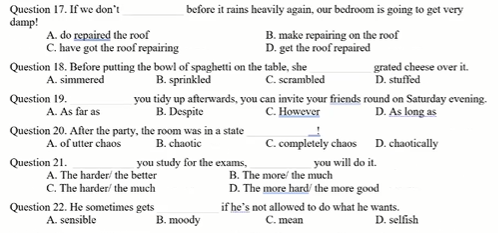 Question 17. If we don't ____________ before it rains heavily again, our bedroom is going to get very
damp!
A. do repaired the roof B. make repairing on the roof
C. have got the roof repairing D. get the roof repaired
Question 18. Before putting the bowl of spaghetti on the table, she ____________ grated cheese over it.
A. simmered B. sprinkled C. scrambled D. stuffed
Question 19. ____________ you tidy up afterwards, you can invite your friends round on Saturday evening.
A. As far as B. Despite C. However D. As long as
Question 20. After the party, the room was in a state ____________!
A. of utter chaos B. chaotic C. completely chaos D. chaotically
Question 21. ____________ you study for the exams, ____________ you will do it.
A. The harder/ the better B. The more/ the much
C. The harder/ the much D. The more hard/ the more good
Question 22. He sometimes gets ____________ if he's not allowed to do what he wants.
A. sensible B. moody C. mean D. selfish